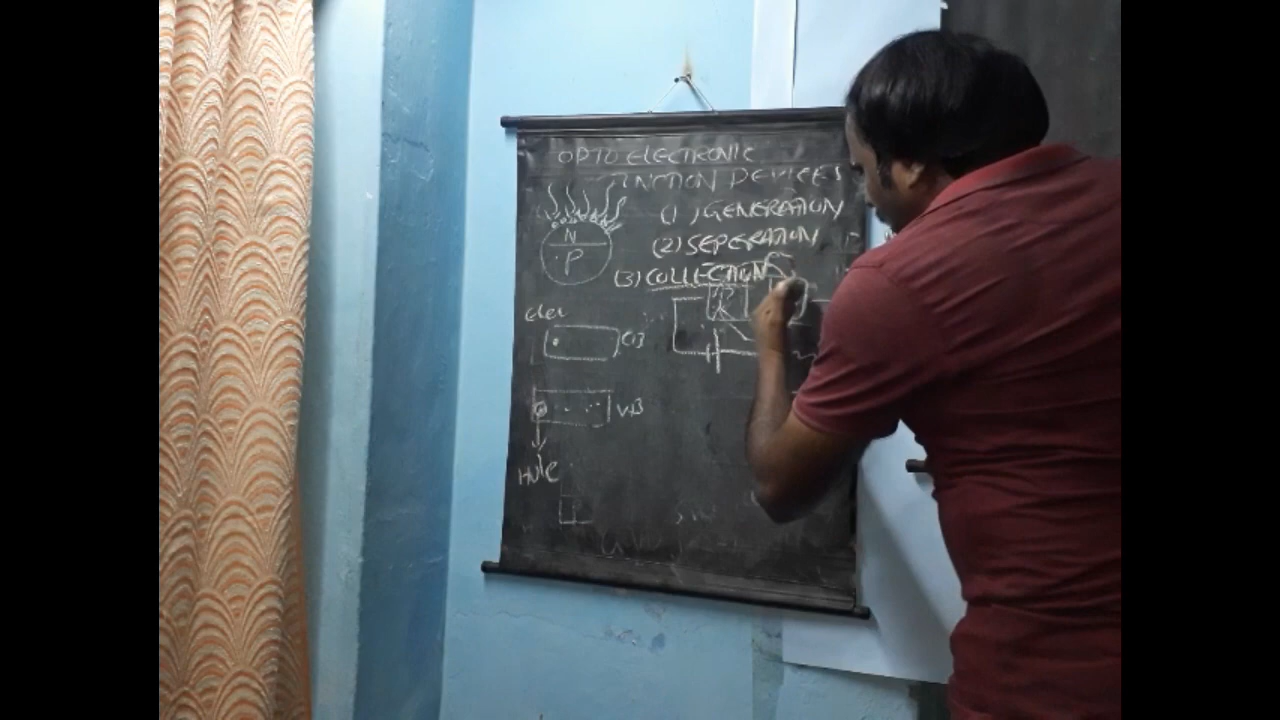 OPTO ELECTRONIC
JUNCTION DEVICES
(1) GENERATION
(2) SEPERATION
(3) COLLECTION
N
P
elec
CB
VB
Hole